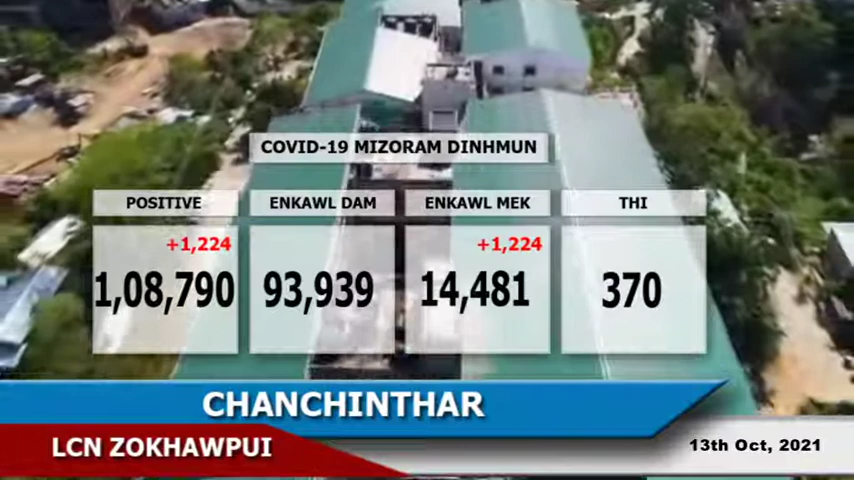 COVID-19 MIZORAM DINHMUN
POSITIVE ENKAWL DAM ENKAWL MEK THI
+1,224 +1,224
1,08,790 93,939 14,481 370
CHANCHINTHAR
LCN ZOKHAWPUI
13th Oct, 2021